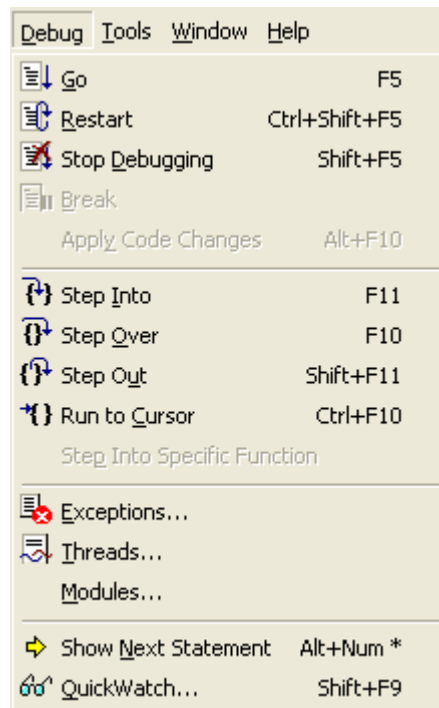 Debug Tools Window Help
Go F5
Restart Ctrl+Shift+F5
Stop Debugging Shift+F5
Break
Apply Code Changes Alt+F10
Step Into F11
Step Over F10
Step Out Shift+F11
Run to Cursor Ctrl+F10
Step Into Specific Function
Exceptions...
Threads...
Modules...
Show Next Statement Alt+Num *
QuickWatch... Shift+F9